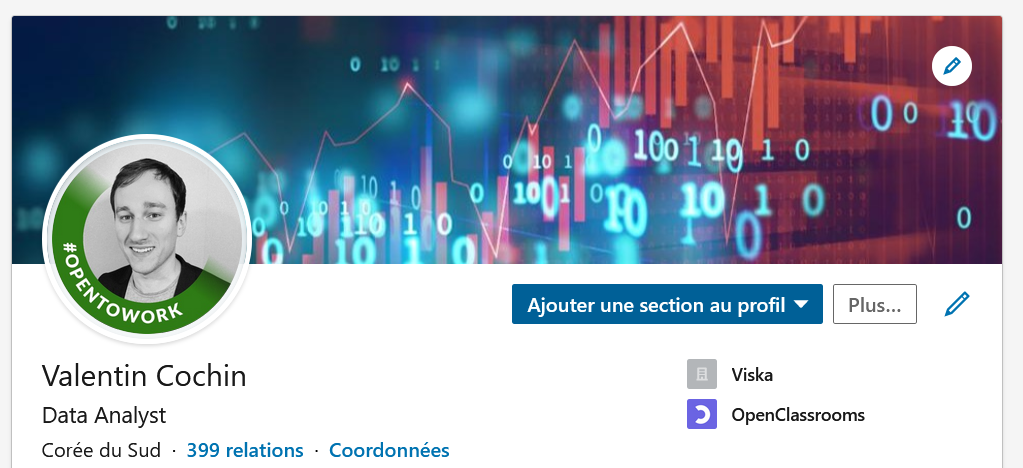 #OPENTOWORK
Ajouter une section au profil
Plus...
Valentin Cochin
Data Analyst
Corée du Sud · 399 relations · Coordonnées
Viska
OpenClassrooms